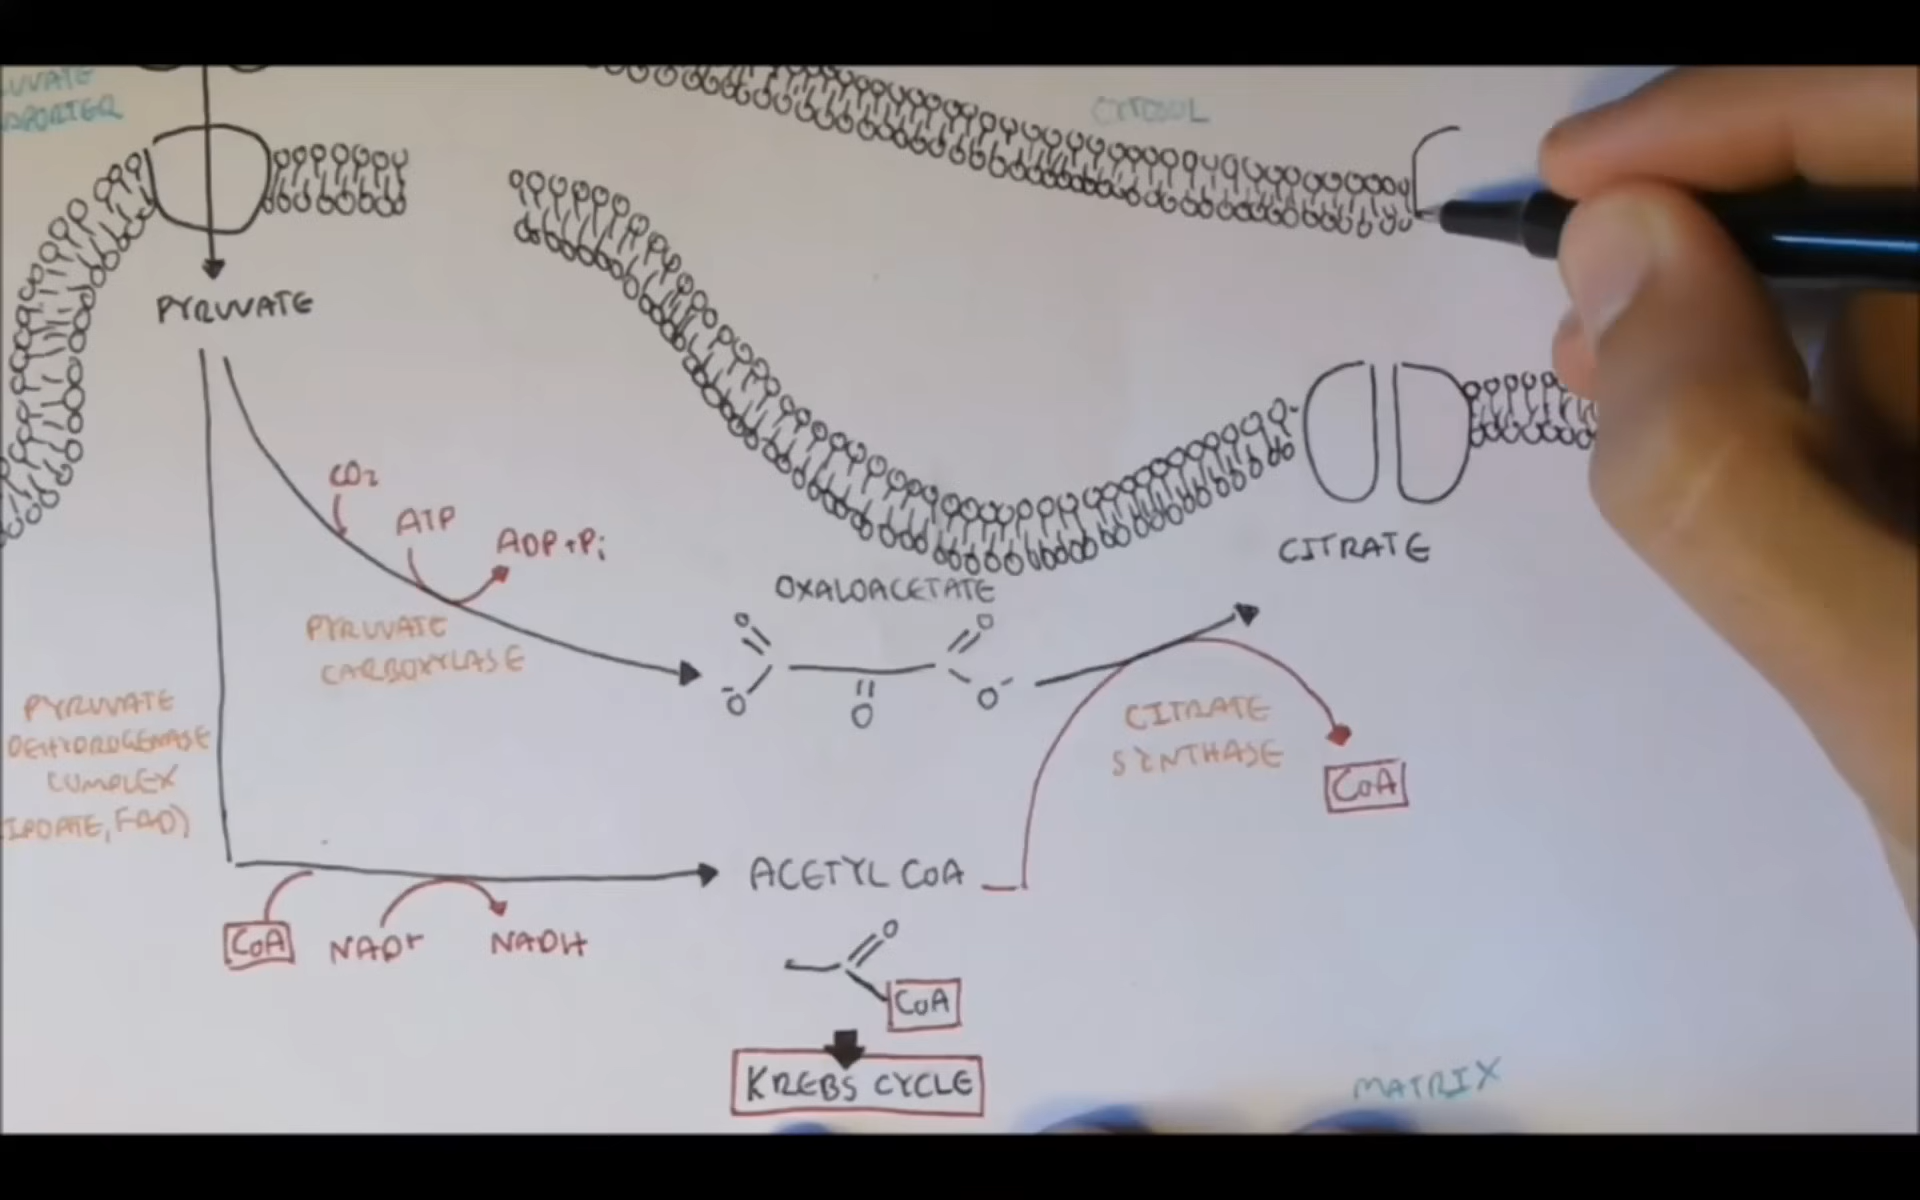 CYTOSOL
PYRUVATE
CO2
ATP
ADP+Pi
PYRUVATE
CARBOXYLASE
OXALOACETATE
O
O
-O
O
O-
CITRATE
CITRATE
SYNTHASE
CoA
PYRUVATE
DEHYDROGENASE
COMPLEX
FAD)
ACETYL CoA
CoA
NAD+
NADH
O
CoA
KREBS CYCLE
MATRIX